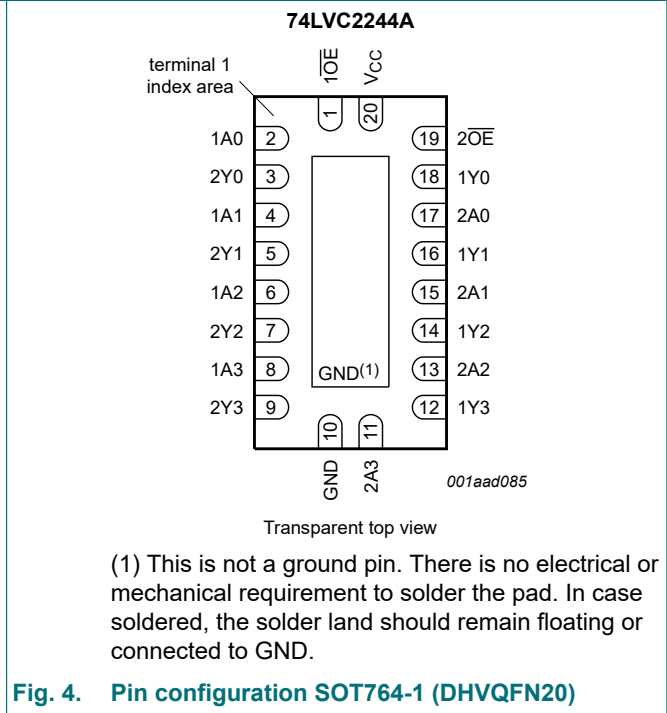 74LVC2244A
terminal 1
index area
1O̅E̅
VCC
1
20
1A0 2
19 2O̅E̅
2Y0 3
18 1Y0
1A1 4
17 2A0
2Y1 5
16 1Y1
1A2 6
15 2A1
2Y2 7
14 1Y2
1A3 8
GND(1)
13 2A2
2Y3 9
12 1Y3
10
11
GND
2A3
001aad085
Transparent top view
(1) This is not a ground pin. There is no electrical or
mechanical requirement to solder the pad. In case
soldered, the solder land should remain floating or
connected to GND.
Fig. 4. Pin configuration SOT764-1 (DHVQFN20)